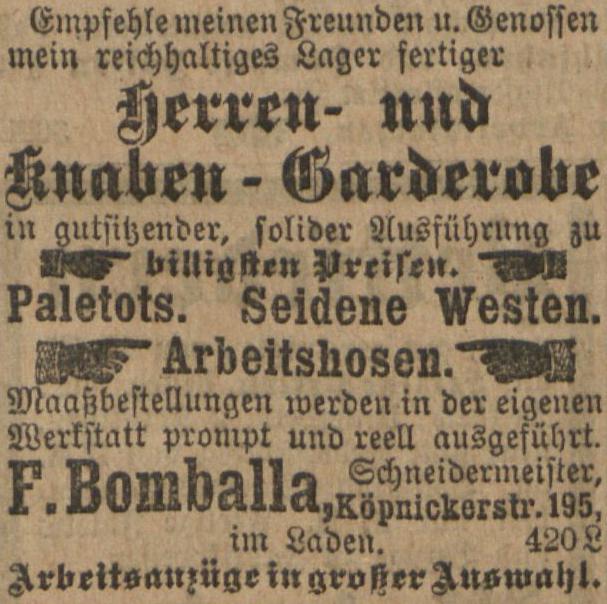 Empfehle meinen Freunden u. Genossen
mein reichhaltiges Lager fertiger
Herren- und
Knaben-Garderobe
in gutsitzender, solider Ausführung zu
billigsten Preisen.
Paletots. Seidene Westen.
Arbeitshosen.
Maaßbestellungen werden in der eigenen
Werkstatt prompt und reell ausgeführt.
F. Bomballa, Schneidermeister,
Köpnickerstr. 195,
im Laden. 420L
Arbeitsanzüge in großer Auswahl.